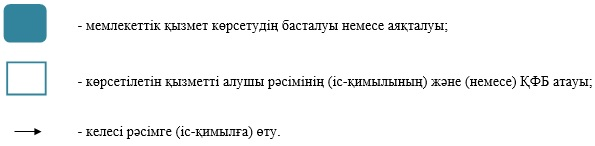 - мемлекеттік қызмет көрсетудің басталуы немесе аяқталуы;
- көрсетілетін қызметті алушы рәсімінің (іс-қимылының) және (немесе) ҚФБ атауы;
- келесі рәсімге (іс-қимылға) өту.